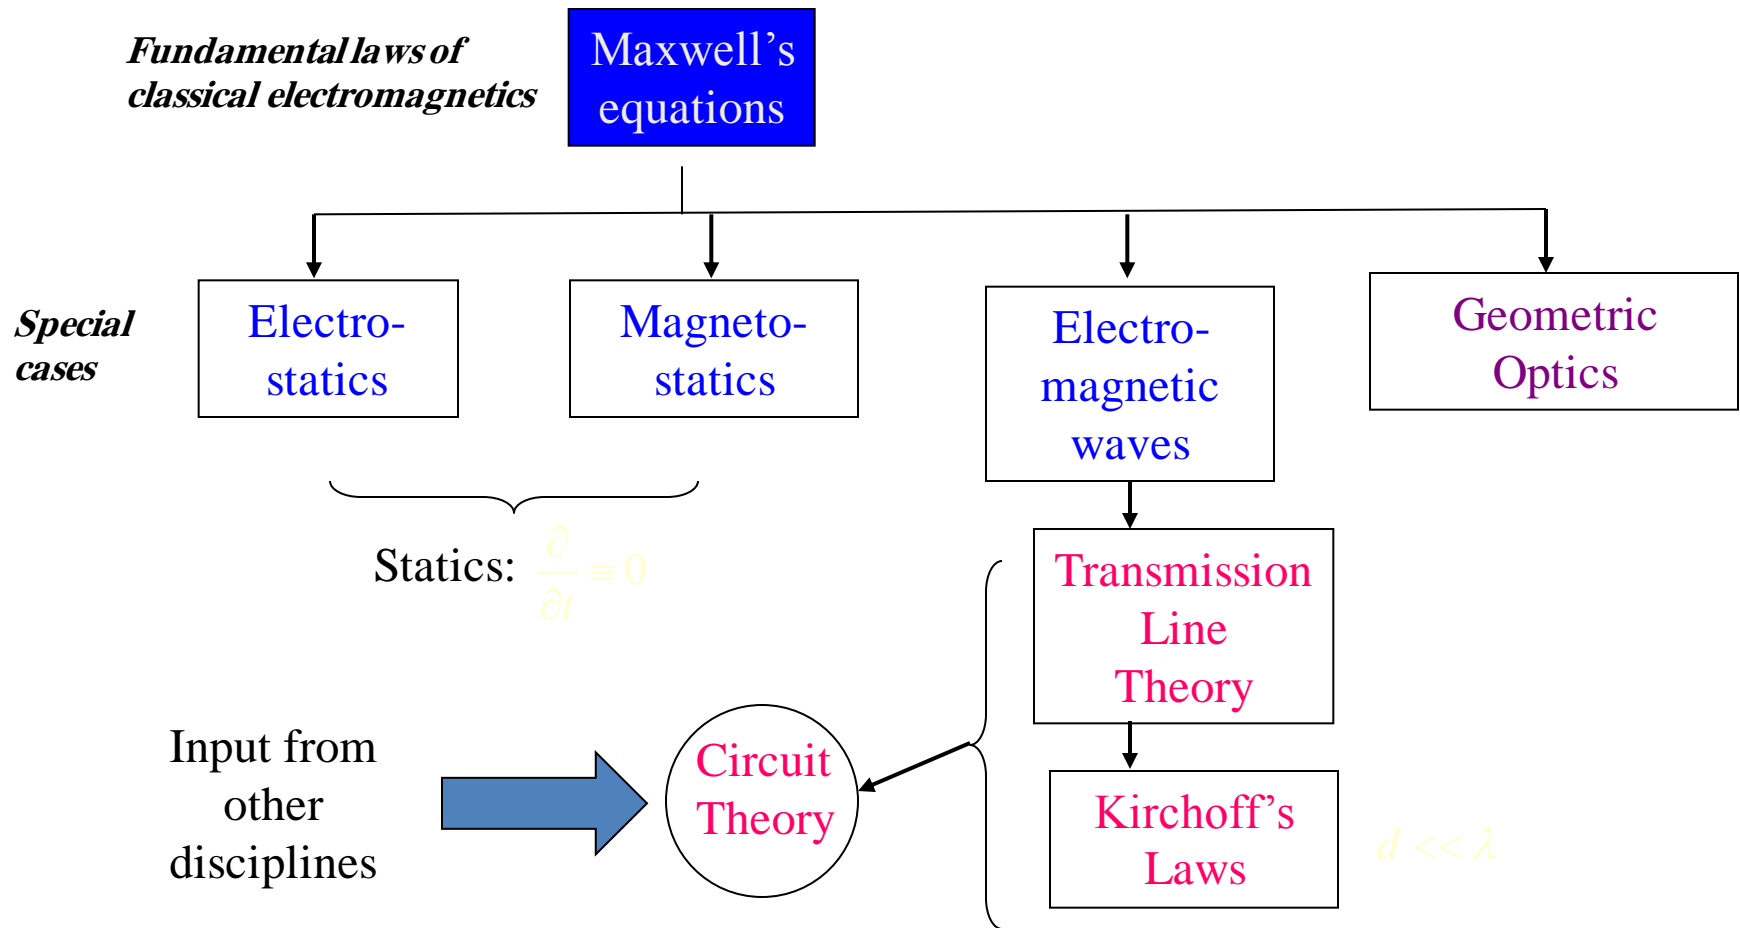 Fundamental laws of
classical electromagnetics
Maxwell's
equations
Special
cases
Electro-
statics
Magneto-
statics
Electro-
magnetic
waves
Geometric
Optics
Statics: ∂/∂t ≡ 0
Transmission
Line
Theory
Input from
other
disciplines
Circuit
Theory
Kirchoff's
Laws
d << λ